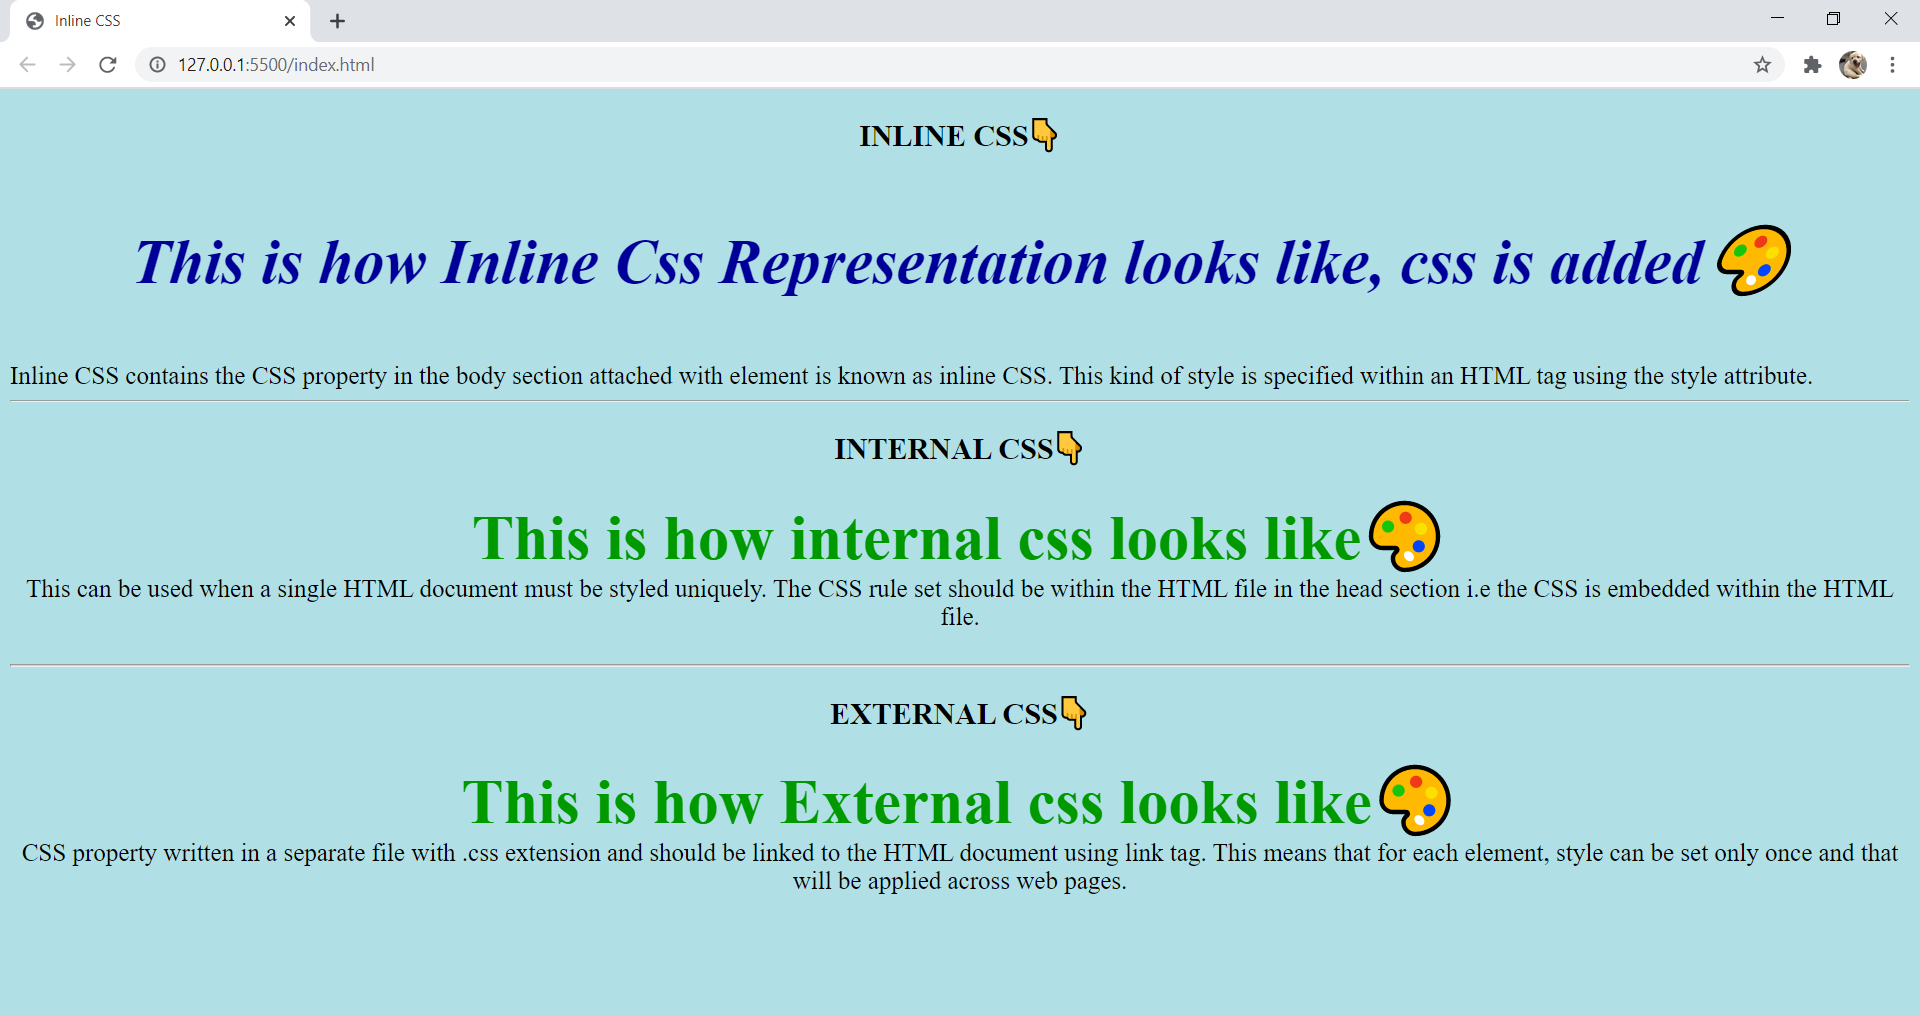 Inline CSS
127.0.0.1:5500/index.html
INLINE CSS👇
This is how Inline Css Representation looks like, css is added 🎨
Inline CSS contains the CSS property in the body section attached with element is known as inline CSS. This kind of style is specified within an HTML tag using the style attribute.
INTERNAL CSS👇
This is how internal css looks like🎨
This can be used when a single HTML document must be styled uniquely. The CSS rule set should be within the HTML file in the head section i.e the CSS is embedded within the HTML
file.
EXTERNAL CSS👇
This is how External css looks like🎨
CSS property written in a separate file with .css extension and should be linked to the HTML document using link tag. This means that for each element, style can be set only once and that
will be applied across web pages.